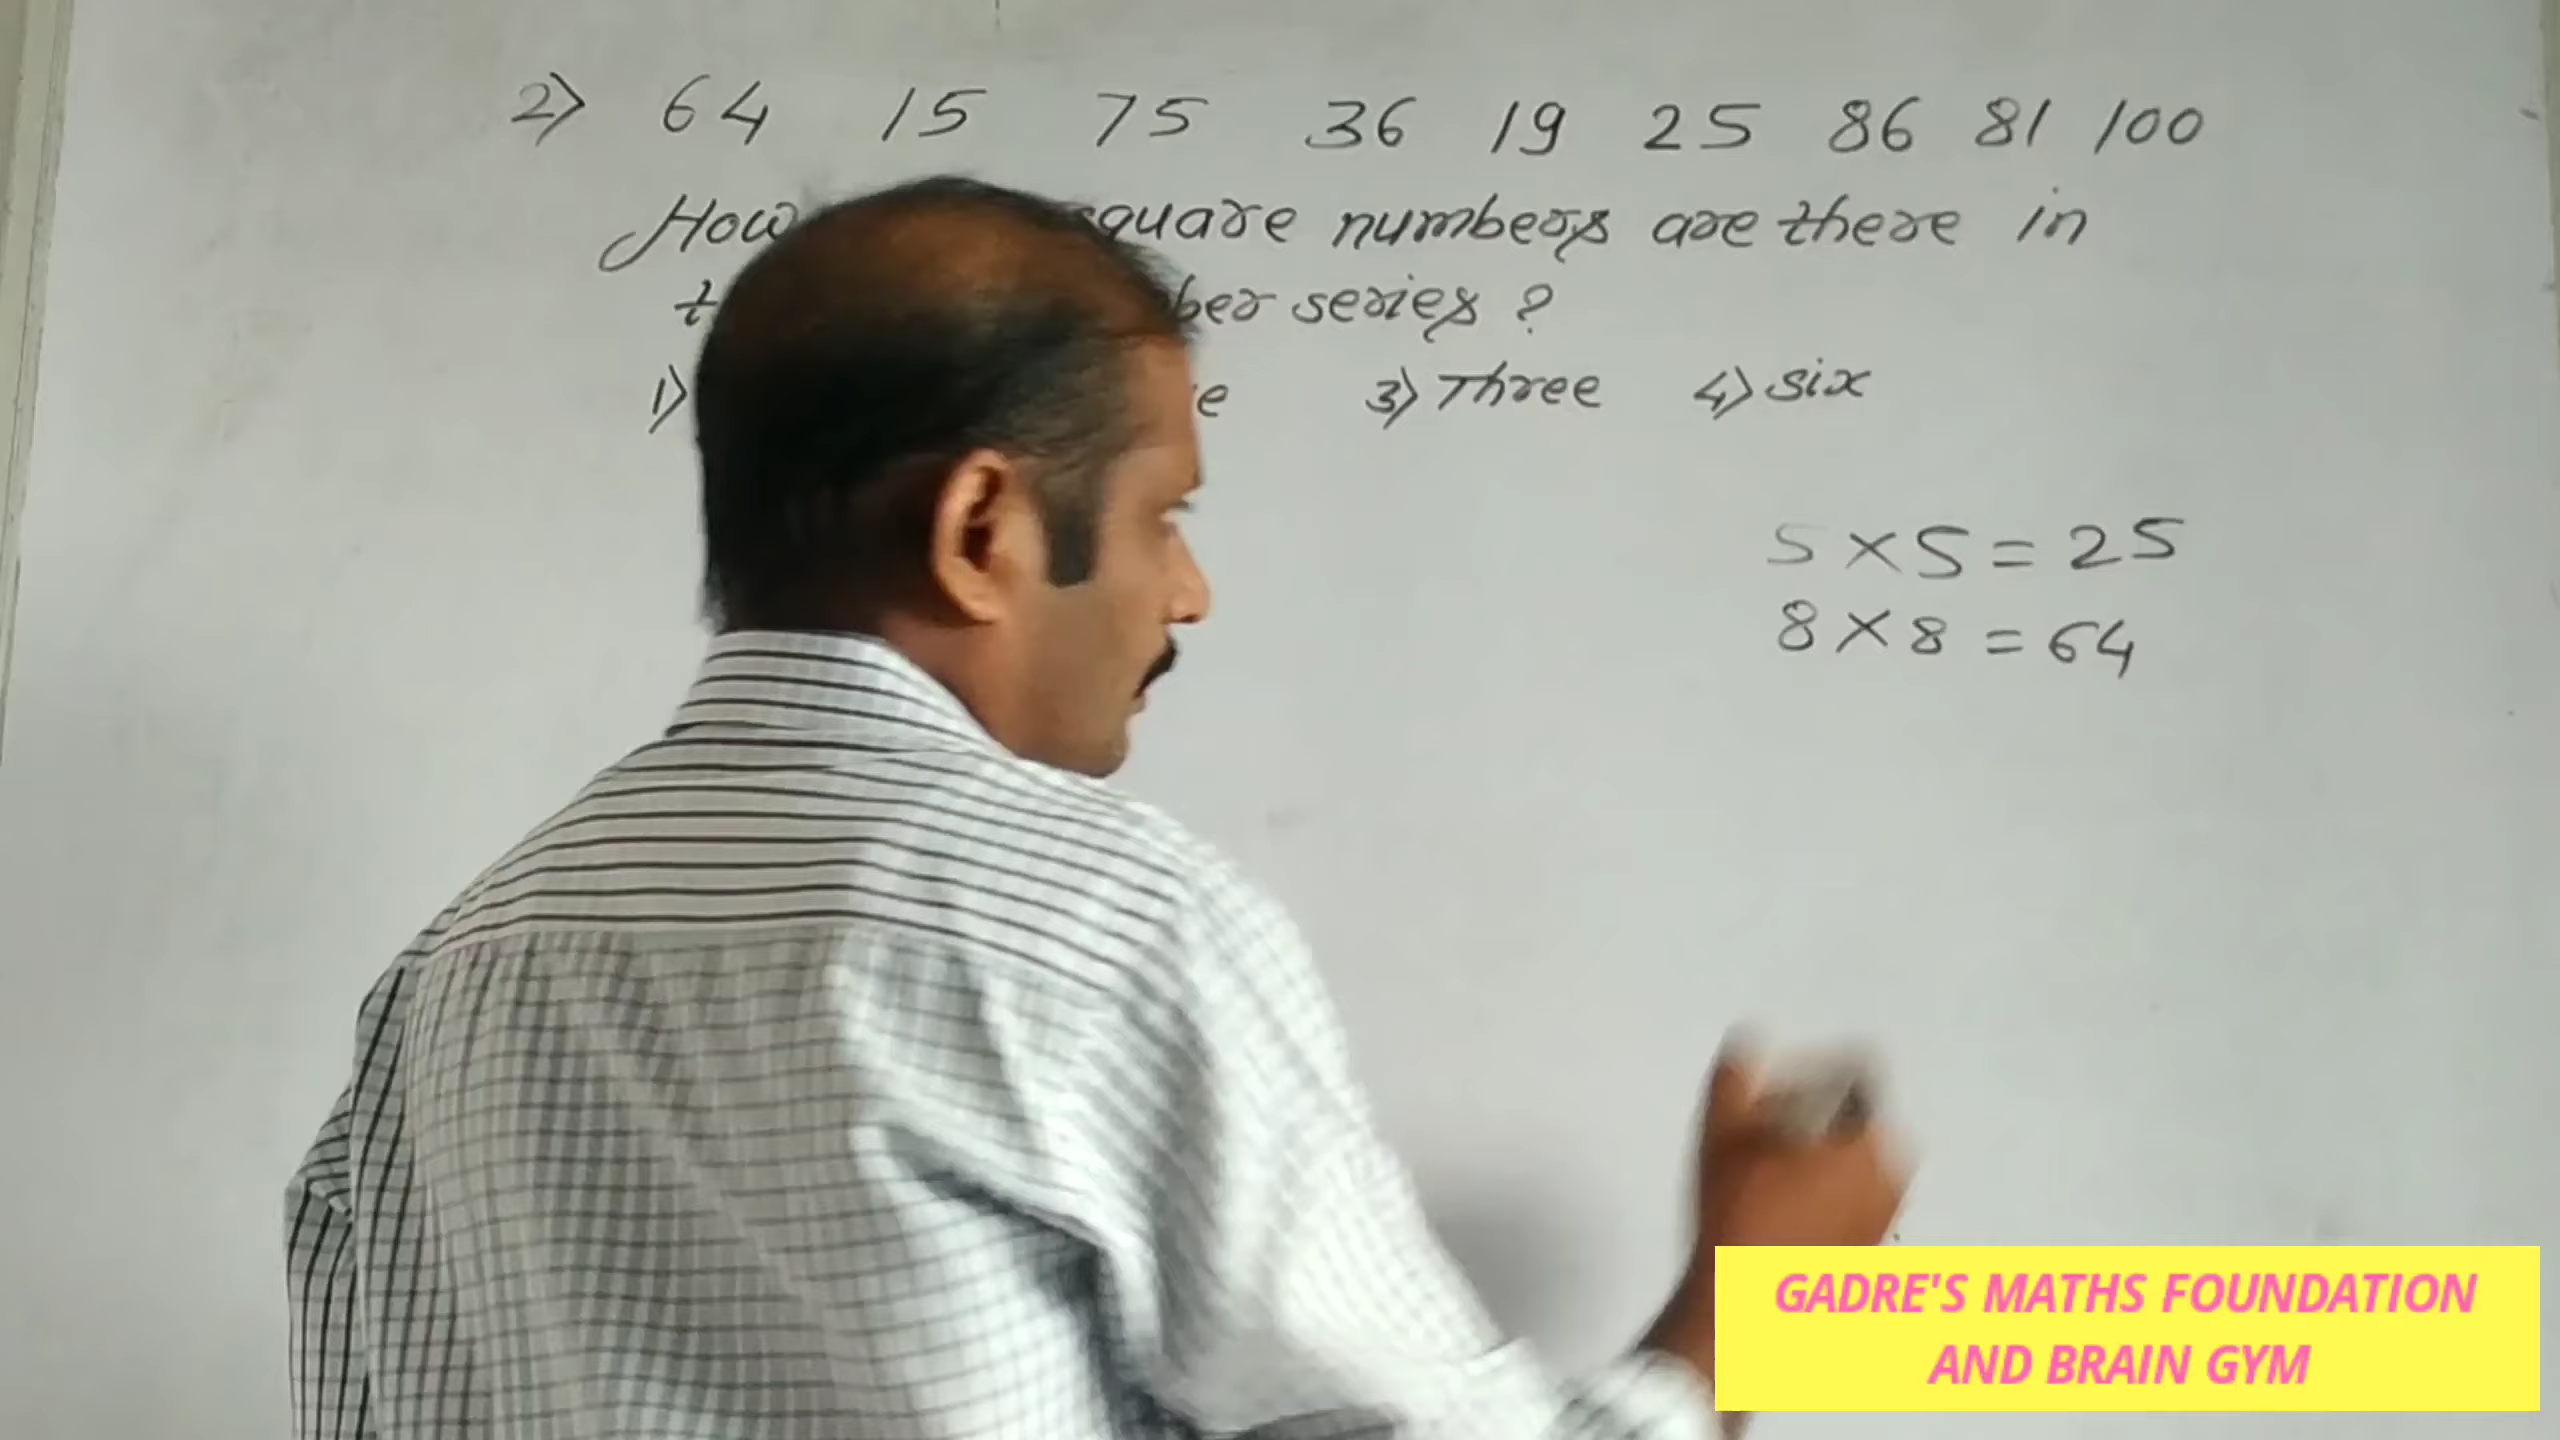 2) 64 15 75 36 19 25 86 81 100
How square numbers are there in
series ?
1) 3) Three 4) six
5 × 5 = 25
8 × 8 = 64
GADRE'S MATHS FOUNDATION
AND BRAIN GYM